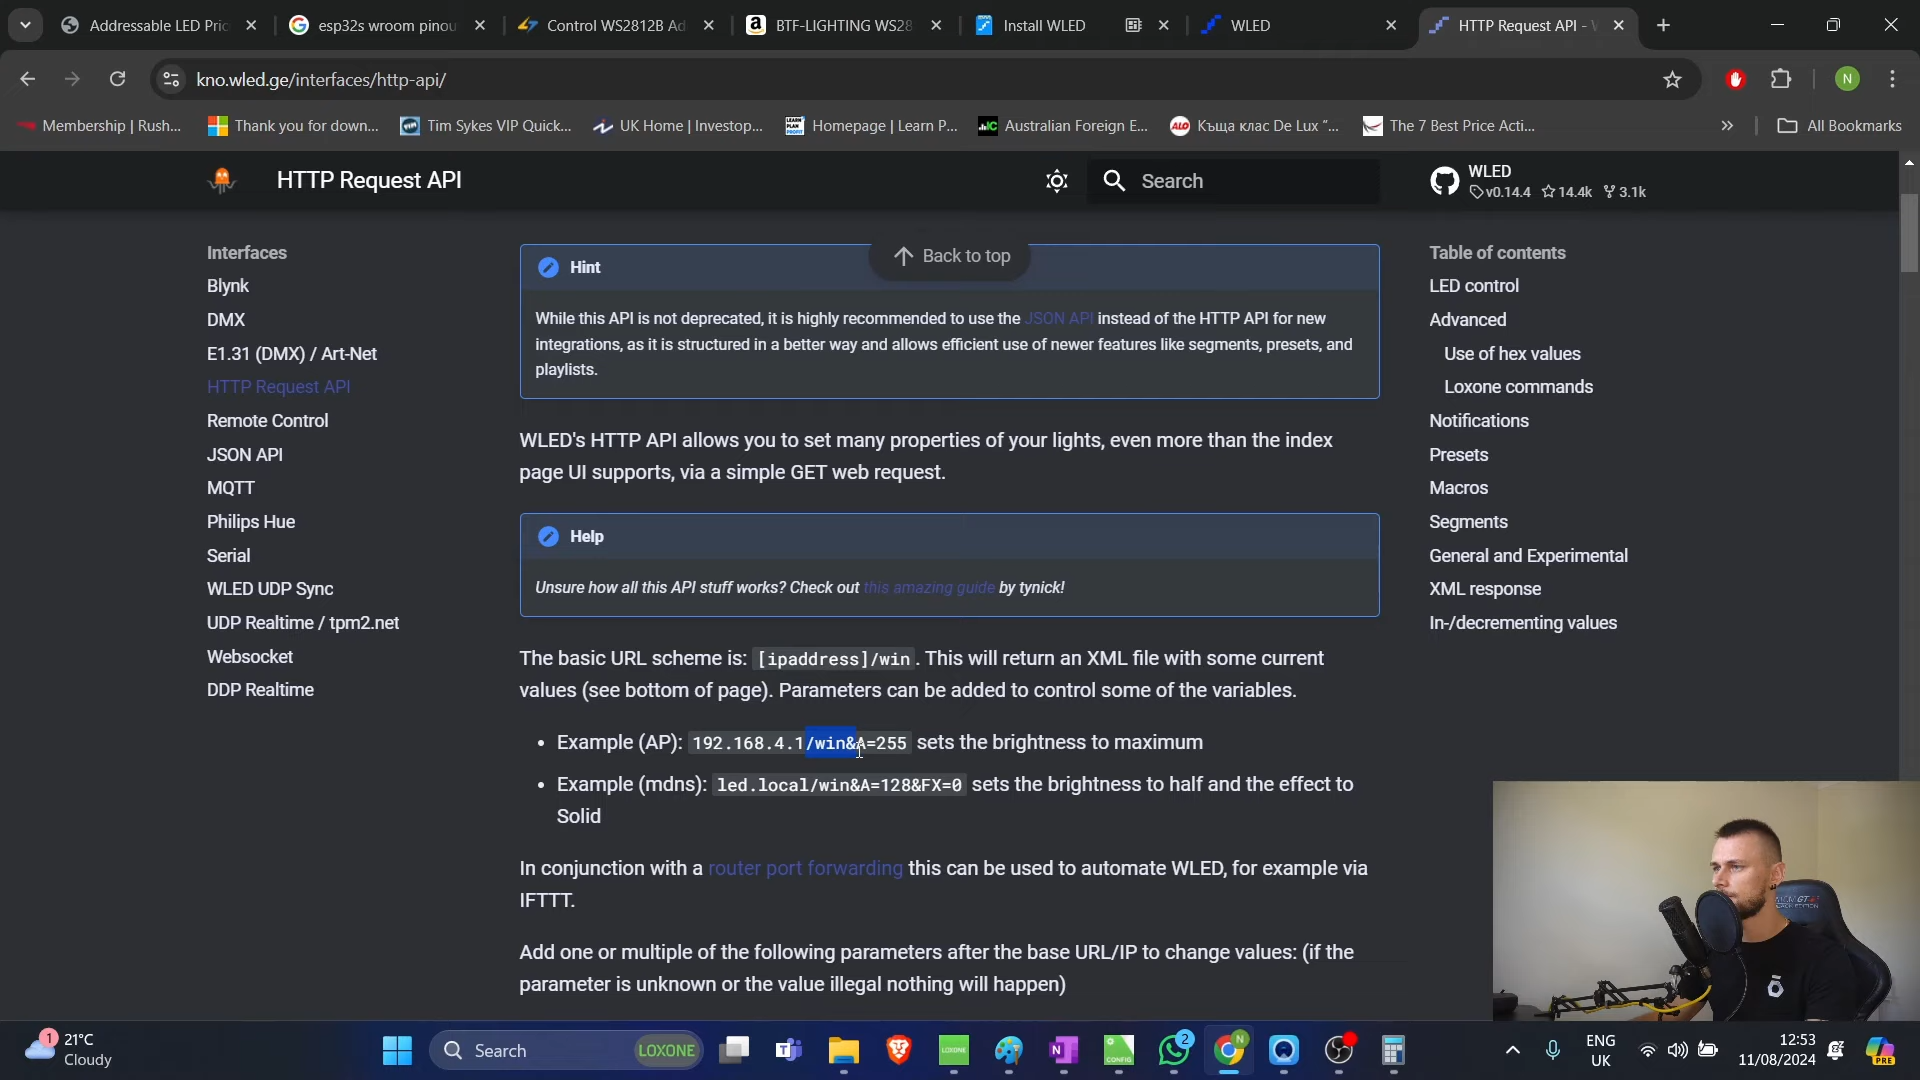 Addressable LED Pric
esp32s wroom pinou
Control WS2812B Ad
BTF-LIGHTING WS28
Install WLED
WLED
HTTP Request API - W
kno.wled.ge/interfaces/http-api/
N
Membership | Rush...
Thank you for down...
Tim Sykes VIP Quick...
UK Home | Investop...
Homepage | Learn P...
Australian Foreign E...
Къща клас De Lux "...
The 7 Best Price Acti...
All Bookmarks
HTTP Request API
Search
WLED
v0.14.4 14.4k 3.1k
Interfaces
Blynk
DMX
E1.31 (DMX) / Art-Net
HTTP Request API
Remote Control
JSON API
MQTT
Philips Hue
Serial
WLED UDP Sync
UDP Realtime / tpm2.net
Websocket
DDP Realtime
Back to top
Hint
While this API is not deprecated, it is highly recommended to use the JSON API instead of the HTTP API for new
integrations, as it is structured in a better way and allows efficient use of newer features like segments, presets, and
playlists.
WLED's HTTP API allows you to set many properties of your lights, even more than the index
page UI supports, via a simple GET web request.
Help
Unsure how all this API stuff works? Check out this amazing guide by tynick!
The basic URL scheme is: [ipaddress]/win. This will return an XML file with some current
values (see bottom of page). Parameters can be added to control some of the variables.
Example (AP): 192.168.4.1/win&A=255 sets the brightness to maximum
Example (mdns): led.local/win&A=128&FX=0 sets the brightness to half and the effect to
Solid
In conjunction with a router port forwarding this can be used to automate WLED, for example via
IFTTT.
Add one or multiple of the following parameters after the base URL/IP to change values: (if the
parameter is unknown or the value illegal nothing will happen)
Table of contents
LED control
Advanced
Use of hex values
Loxone commands
Notifications
Presets
Macros
Segments
General and Experimental
XML response
In-/decrementing values
1
21°C
Cloudy
Search
LOXONE
LOXONE
CONFIG
2
N
ENG
UK
12:53
11/08/2024
PRE